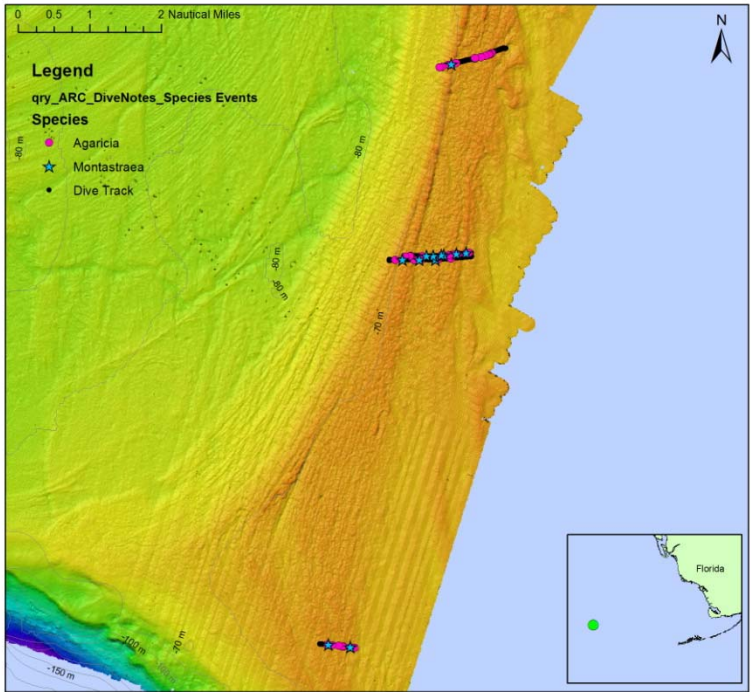 0 0.5 1 2 Nautical Miles
N
Legend
qry_ARC_DiveNotes_Species Events
Species
Agaricia
Montastraea
Dive Track
-80 m
-80 m
-80 m
-80 m
-70 m
Florida
-100 m
-70 m
-150 m